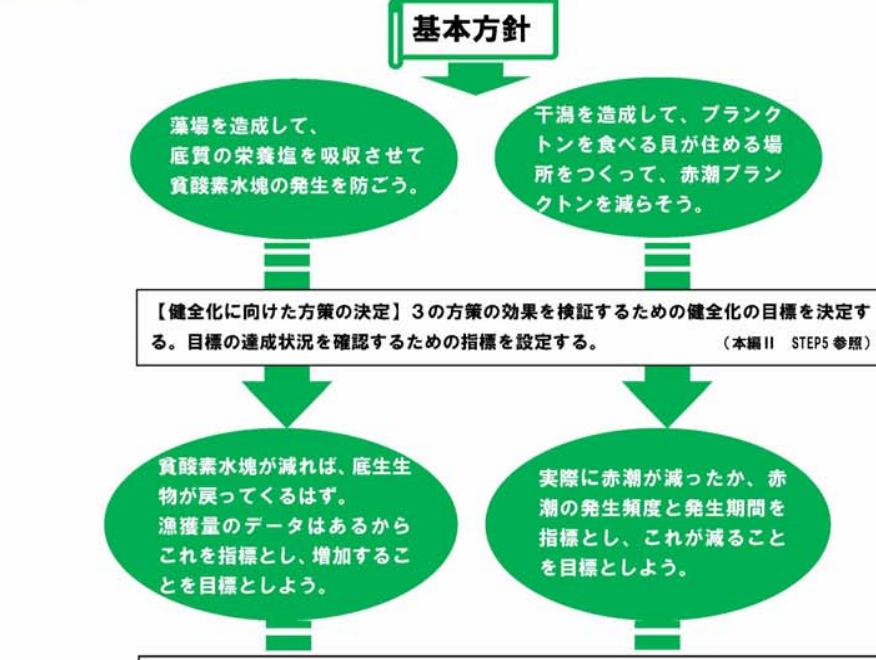 基本方針
藻場を造成して、
底質の栄養塩を吸収させて
貧酸素水塊の発生を防ごう。
干潟を造成して、プランク
トンを食べる貝が住める場
所をつくって、赤潮プラン
クトンを減らそう。
【健全化に向けた方策の決定】３の方策の効果を検証するための健全化の目標を決定す
る。目標の達成状況を確認するための指標を設定する。 （本編II STEP5 参照）
貧酸素水塊が減れば、底生生
物が戻ってくるはず。
漁獲量のデータはあるから
これを指標とし、増加するこ
とを目標としよう。
実際に赤潮が減ったか、赤
潮の発生頻度と発生期間を
指標とし、これが減ること
を目標としよう。